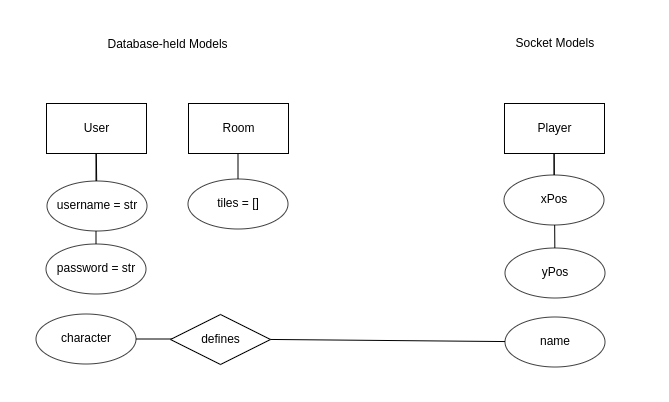 Database-held Models
Socket Models
User
Room
Player
username = str
tiles = []
xPos
password = str
yPos
character
defines
name